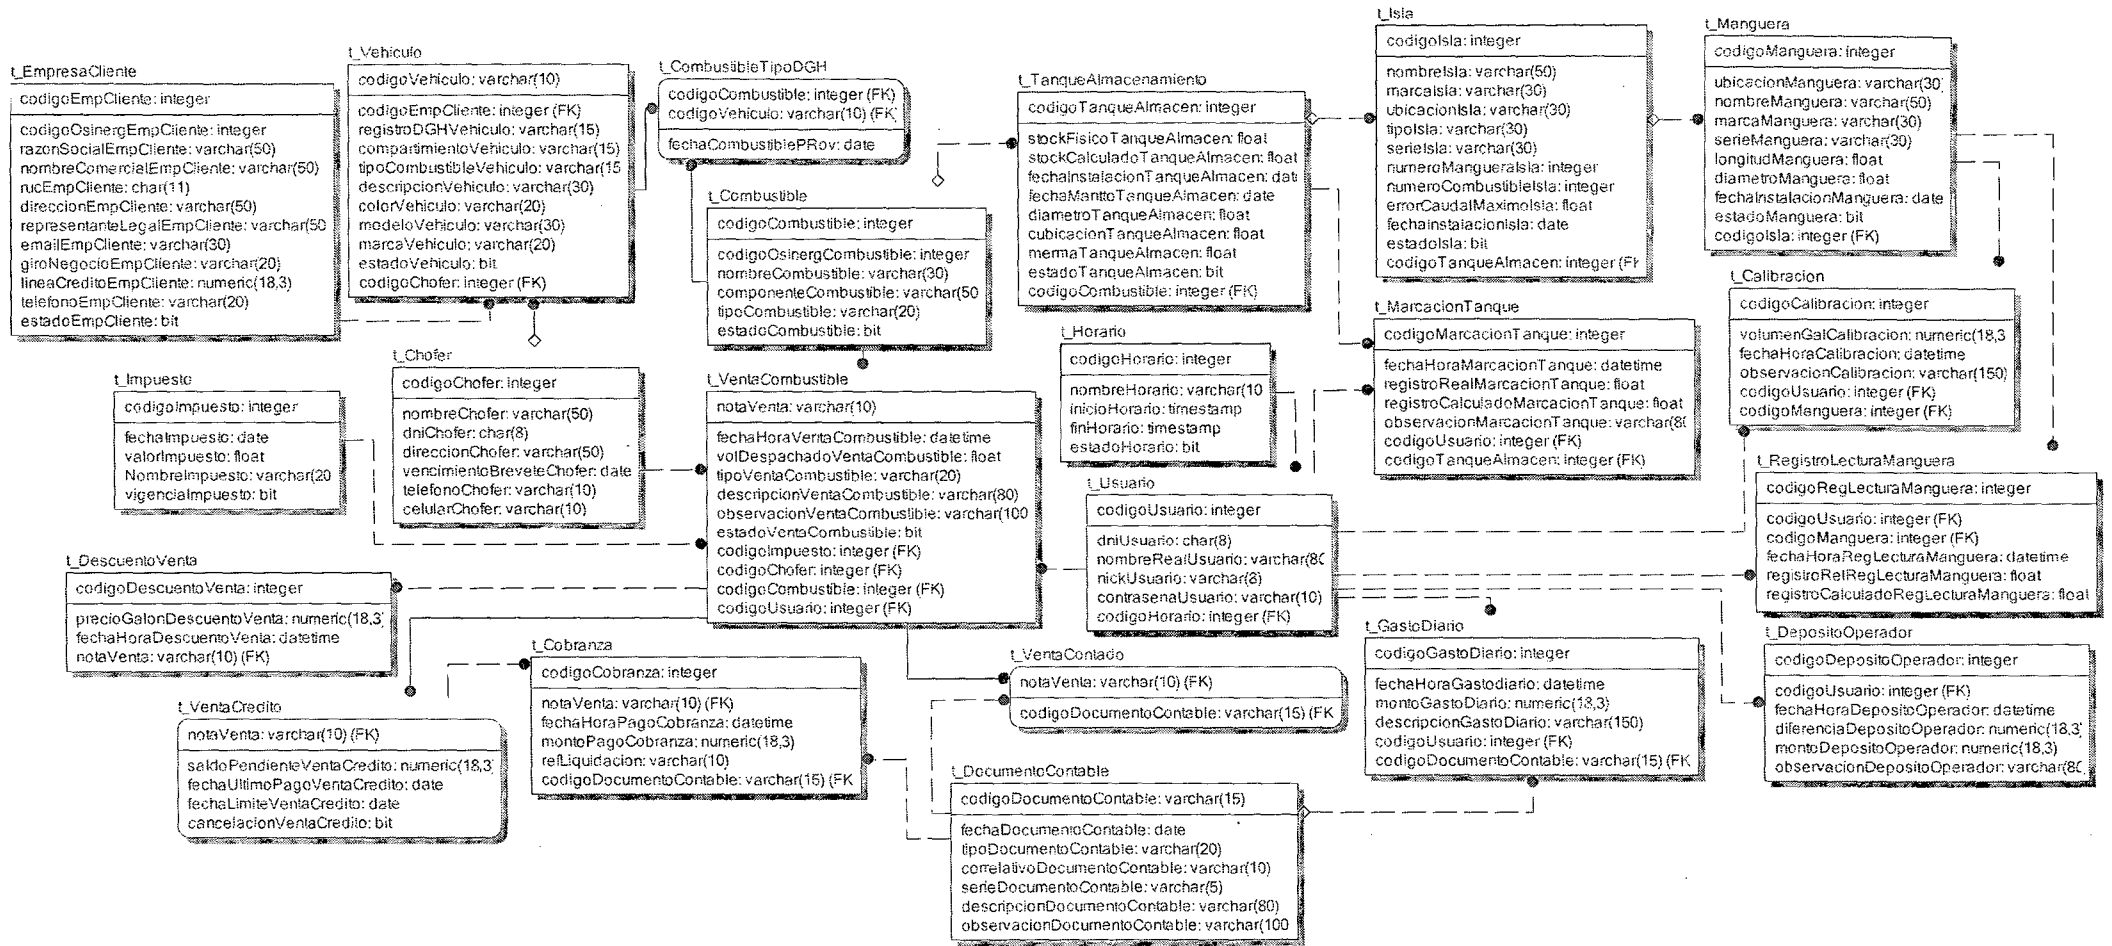 t_EmpresaCliente
codigoEmpCliente: integer
codigoOsinergEmpCliente: integer
razonSocialEmpCliente: varchar(50)
nombreComercialEmpCliente: varchar(50)
rucEmpCliente: char(11)
direccionEmpCliente: varchar(50)
representanteLegalEmpCliente: varchar(50
emailEmpCliente: varchar(30)
giroNegocioEmpCliente: varchar(20)
lineaCreditoEmpCliente: numeric(18,3)
telefonoEmpCliente: varchar(20)
estadoEmpCliente: bit
t_Vehiculo
codigoVehiculo: varchar(10)
codigoEmpCliente: integer (FK)
registroDGHVehiculo: varchar(15)
compartimientoVehiculo: varchar(15)
tipoCombustibleVehiculo: varchar(15
descripcionVehiculo: varchar(30)
colorVehiculo: varchar(20)
modeloVehiculo: varchar(30)
marcaVehiculo: varchar(20)
estadoVehiculo: bit
codigoChofer: integer (FK)
t_CombustibleTipoDGH
codigoCombustible: integer (FK)
codigoVehiculo: varchar(10) (FK)
fechaCombustiblePRov: date
t_Combustible
codigoCombustible: integer
codigoOsinergCombustible: integer
nombreCombustible: varchar(30)
componenteCombustible: varchar(50
tipoCombustible: varchar(20)
estadoCombustible: bit
t_TanqueAlmacenamiento
codigoTanqueAlmacen: integer
stockFisicoTanqueAlmacen: float
stockCalculadoTanqueAlmacen: float
fechaInstalacionTanqueAlmacen: dat
fechaManttoTanqueAlmacen: date
diametroTanqueAlmacen: float
cubicacionTanqueAlmacen: float
mermaTanqueAlmacen: float
estadoTanqueAlmacen: bit
codigoCombustible: integer (FK)
t_Isla
codigoIsla: integer
nombreIsla: varchar(50)
marcaIsla: varchar(30)
ubicacionIsla: varchar(30)
tipoIsla: varchar(30)
serieIsla: varchar(30)
numeroMangueraIsla: integer
numeroCombustibleIsla: integer
errorCaudalMaximoIsla: float
fechaInstalacionIsla: date
estadoIsla: bit
codigoTanqueAlmacen: integer (FK
t_Manguera
codigoManguera: integer
ubicacionManguera: varchar(30)
nombreManguera: varchar(50)
marcaManguera: varchar(30)
serieManguera: varchar(30)
longitudManguera: float
diametroManguera: float
fechaInstalacionManguera: date
estadoManguera: bit
codigoIsla: integer (FK)
t_Calibracion
codigoCalibracion: integer
volumenGalCalibracion: numeric(18,3
fechaHoraCalibracion: datetime
observacionCalibracion: varchar(150)
codigoUsuario: integer (FK)
codigoManguera: integer (FK)
t_MarcacionTanque
codigoMarcacionTanque: integer
fechaHoraMarcacionTanque: datetime
registroRealMarcacionTanque: float
registroCalculadoMarcacionTanque: float
observacionMarcacionTanque: varchar(80
codigoUsuario: integer (FK)
codigoTanqueAlmacen: integer (FK)
t_Horario
codigoHorario: integer
nombreHorario: varchar(10
inicioHorario: timestamp
finHorario: timestamp
estadoHorario: bit
t_Impuesto
codigoImpuesto: integer
fechaImpuesto: date
valorImpuesto: float
NombreImpuesto: varchar(20
vigenciaImpuesto: bit
t_Chofer
codigoChofer: integer
nombreChofer: varchar(50)
dniChofer: char(8)
direccionChofer: varchar(50)
vencimientoBreveteChofer: date
telefonoChofer: varchar(10)
celularChofer: varchar(10)
t_VentaCombustible
notaVenta: varchar(10)
fechaHoraVentaCombustible: datetime
volDespachadoVentaCombustible: float
tipoVentaCombustible: varchar(20)
descripcionVentaCombustible: varchar(80)
observacionVentaCombustible: varchar(100
estadoVentaCombustible: bit
codigoImpuesto: integer (FK)
codigoChofer: integer (FK)
codigoCombustible: integer (FK)
codigoUsuario: integer (FK)
t_Usuario
codigoUsuario: integer
dniUsuario: char(8)
nombreRealUsuario: varchar(80
nickUsuario: varchar(8)
contrasenaUsuario: varchar(10)
codigoHorario: integer (FK)
t_RegistroLecturaManguera
codigoRegLecturaManguera: integer
codigoUsuario: integer (FK)
codigoManguera: integer (FK)
fechaHoraRegLecturaManguera: datetime
registroRelRegLecturaManguera: float
registroCalculadoRegLecturaManguera: float
t_DescuentoVenta
codigoDescuentoVenta: integer
precioGalonDescuentoVenta: numeric(18,3)
fechaHoraDescuentoVenta: datetime
notaVenta: varchar(10) (FK)
t_Cobranza
codigoCobranza: integer
notaVenta: varchar(10) (FK)
fechaHoraPagoCobranza: datetime
montoPagoCobranza: numeric(18,3)
refLiquidacion: varchar(10)
codigoDocumentoContable: varchar(15) (FK
t_VentaContado
notaVenta: varchar(10) (FK)
codigoDocumentoContable: varchar(15) (FK
t_GastoDiario
codigoGastoDiario: integer
fechaHoraGastodiario: datetime
montoGastoDiario: numeric(18,3)
descripcionGastoDiario: varchar(150)
codigoUsuario: integer (FK)
codigoDocumentoContable: varchar(15) (FK
t_DepositoOperador
codigoDepositoOperador: integer
codigoUsuario: integer (FK)
fechaHoraDepositoOperador: datetime
diferenciaDepositoOperador: numeric(18,3)
montoDepositoOperador: numeric(18,3)
observacionDepositoOperador: varchar(80
t_VentaCredito
notaVenta: varchar(10) (FK)
saldoPendienteVentaCredito: numeric(18,3
fechaUltimoPagoVentaCredito: date
fechaLimiteVentaCredito: date
cancelacionVentaCredito: bit
t_DocumentoContable
codigoDocumentoContable: varchar(15)
fechaDocumentoContable: date
tipoDocumentoContable: varchar(20)
correlativoDocumentoContable: varchar(10)
serieDocumentoContable: varchar(5)
descripcionDocumentoContable: varchar(80)
observacionDocumentoContable: varchar(100